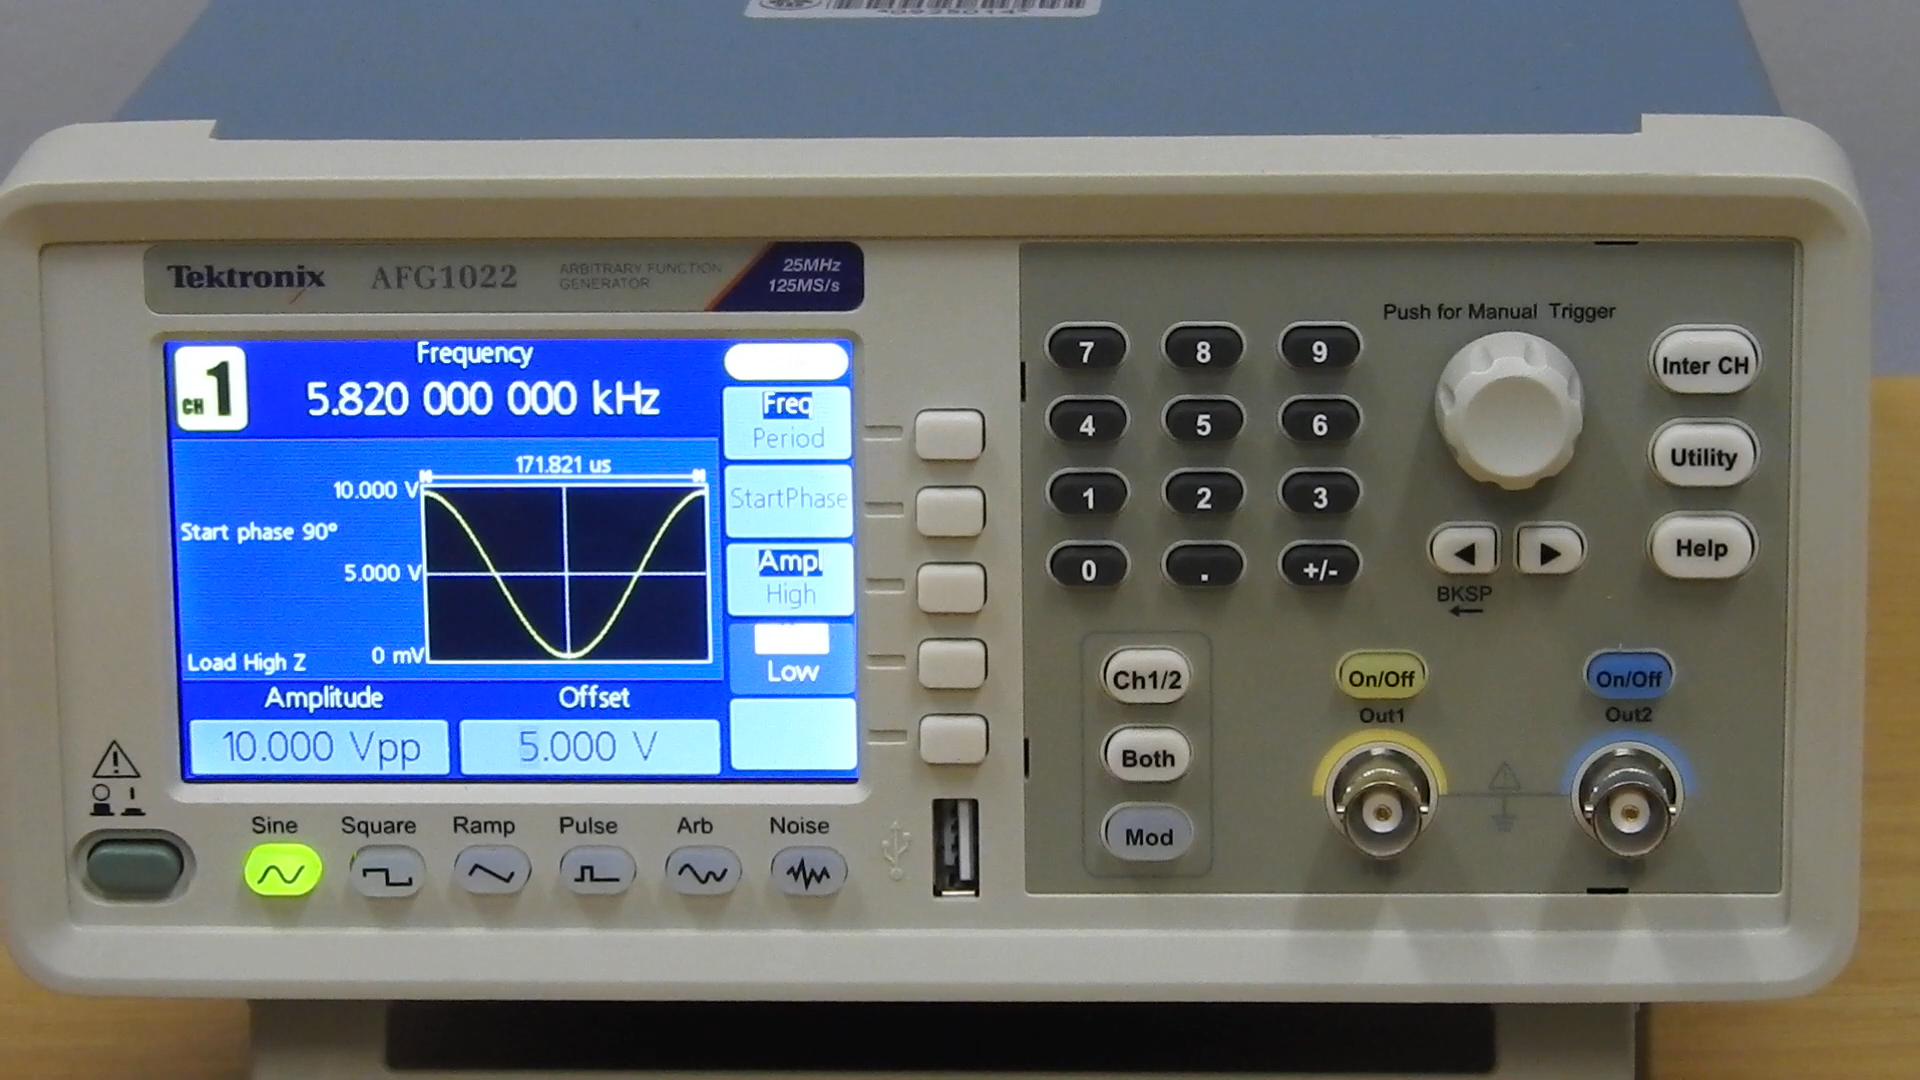 Tektronix AFG1022 ARBITRARY FUNCTION GENERATOR
25MHz
125MS/s
CH 1
Frequency
5.820 000 000 kHz
Freq
Period
StartPhase
Ampl
High
Low
171.821 us
10.000 V
Start phase 90°
5.000 V
Load High Z
0 mV
Amplitude
Offset
10.000 Vpp
5.000 V
Sine Square Ramp Pulse Arb Noise
Push for Manual Trigger
7 8 9
4 5 6
1 2 3
0 . +/-
BKSP
Inter CH
Utility
Help
Ch1/2
Both
Mod
On/Off
Out1
On/Off
Out2